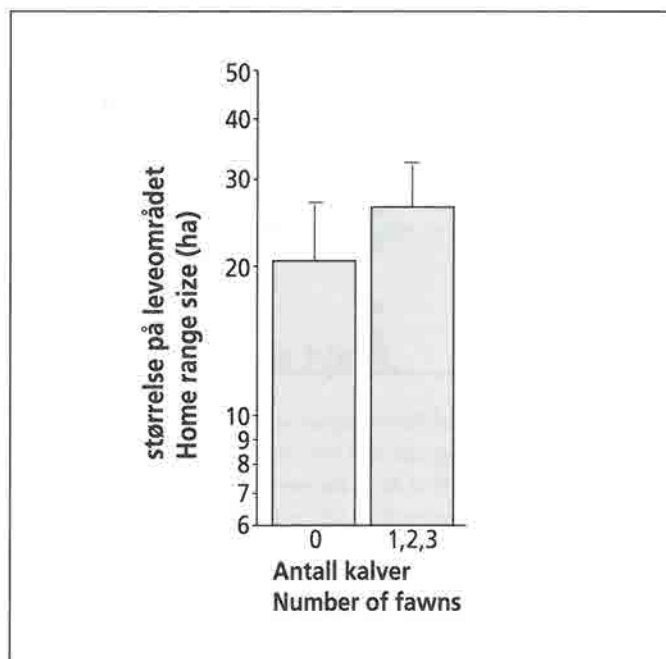 størrelse på leveområdet
Home range size (ha)
50
40
30
20
10
9
8
7
6
0
1,2,3
Antall kalver
Number of fawns